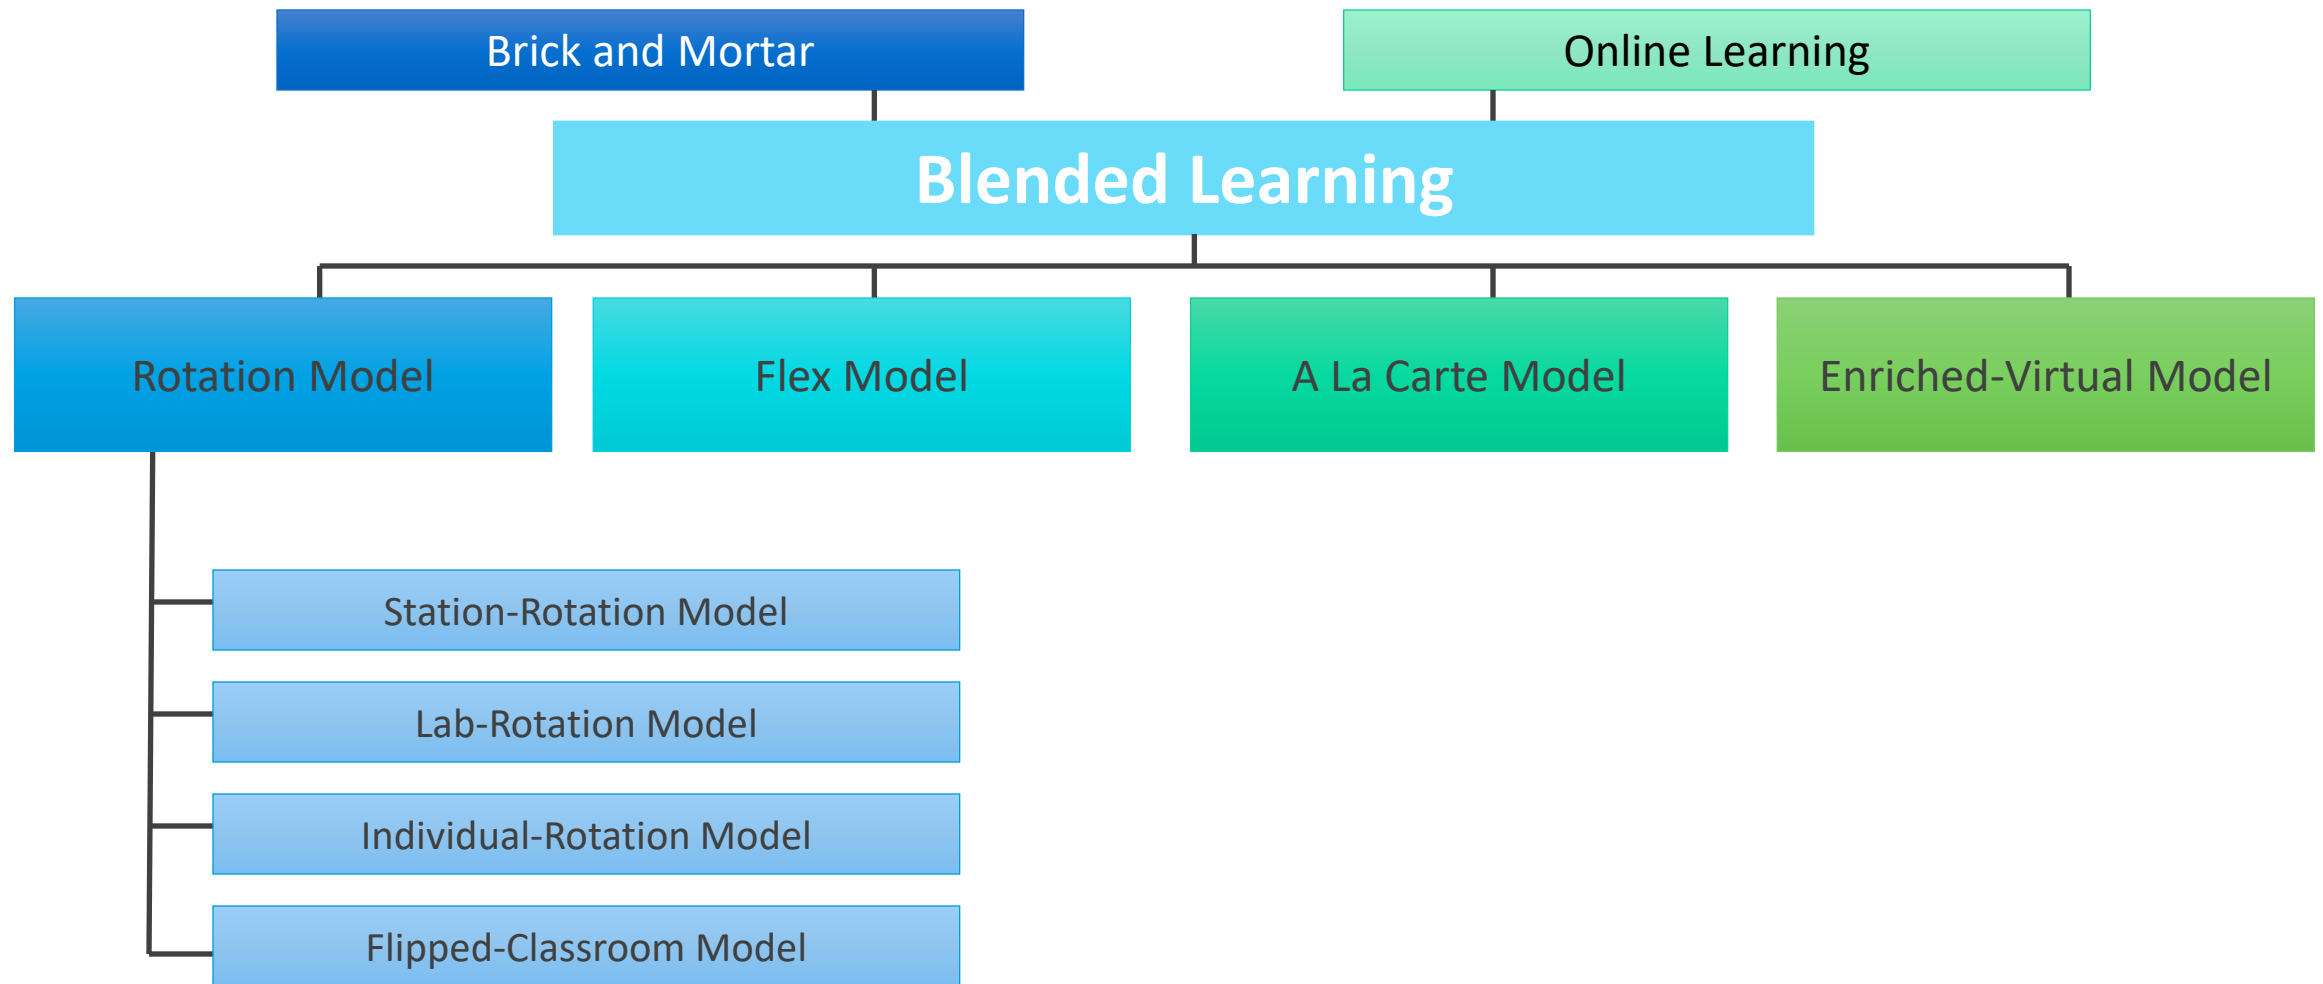 Brick and Mortar
Online Learning
Blended Learning
Rotation Model
Flex Model
A La Carte Model
Enriched-Virtual Model
Station-Rotation Model
Lab-Rotation Model
Individual-Rotation Model
Flipped-Classroom Model